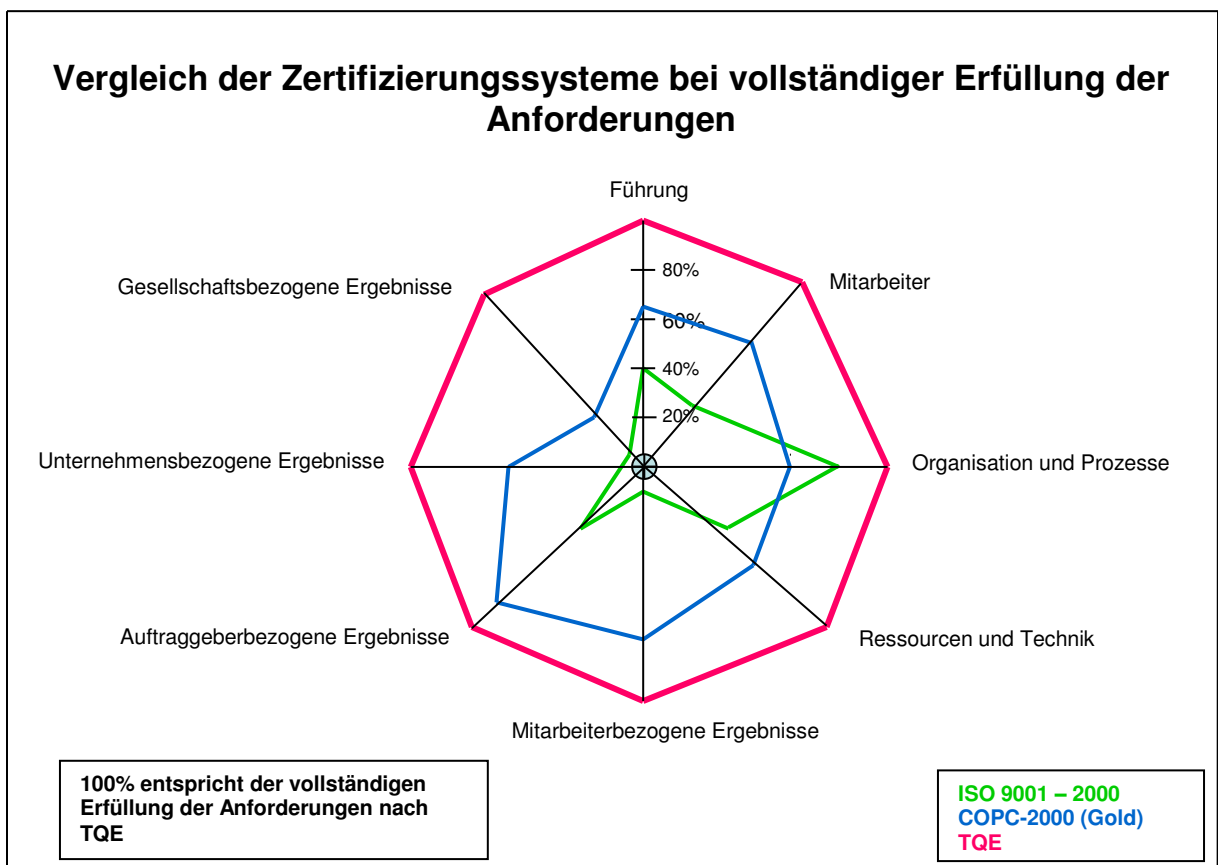 Vergleich der Zertifizierungssysteme bei vollständiger Erfüllung der
Anforderungen
Führung
80%
Mitarbeiter
Gesellschaftsbezogene Ergebnisse
60%
40%
20%
Unternehmensbezogene Ergebnisse
Organisation und Prozesse
Auftraggeberbezogene Ergebnisse
Ressourcen und Technik
Mitarbeiterbezogene Ergebnisse
100% entspricht der vollständigen
Erfüllung der Anforderungen nach
TQE
ISO 9001 – 2000
COPC-2000 (Gold)
TQE